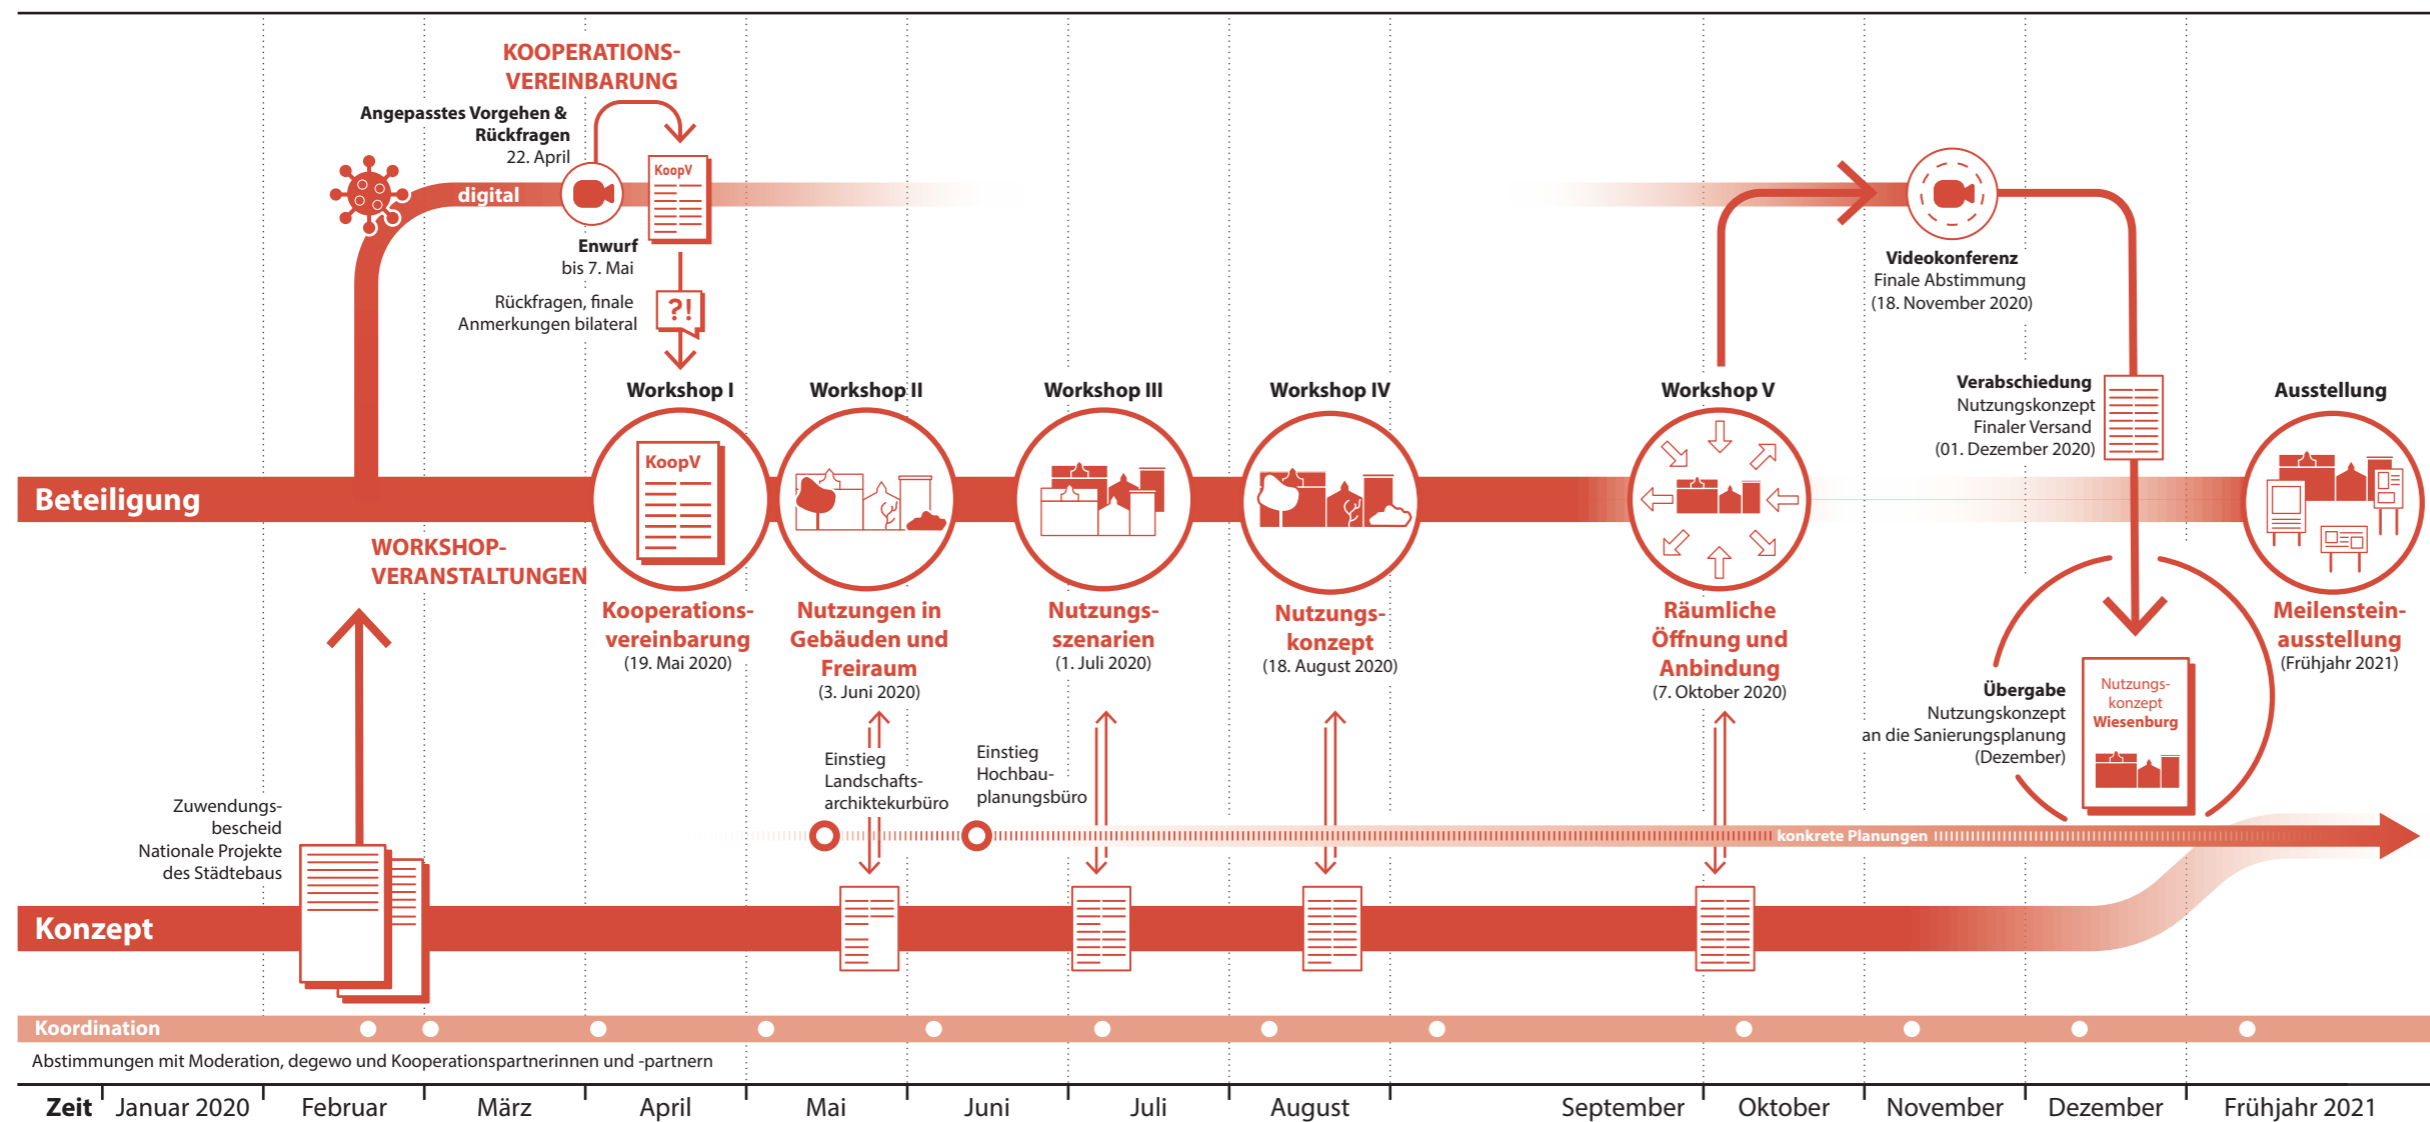 KOOPERATIONS-
VEREINBARUNG
Angepasstes Vorgehen &
Rückfragen
22. April
digital
KoopV
Enwurf
bis 7. Mai
Rückfragen, finale
Anmerkungen bilateral
?!
Videokonferenz
Finale Abstimmung
(18. November 2020)
Verabschiedung
Nutzungskonzept
Finaler Versand
(01. Dezember 2020)
Beteiligung
WORKSHOP-
VERANSTALTUNGEN
Workshop I
KoopV
Kooperations-
vereinbarung
(19. Mai 2020)
Workshop II
Nutzungen in
Gebäuden und
Freiraum
(3. Juni 2020)
Workshop III
Nutzungs-
szenarien
(1. Juli 2020)
Workshop IV
Nutzungs-
konzept
(18. August 2020)
Workshop V
Räumliche
Öffnung und
Anbindung
(7. Oktober 2020)
Ausstellung
Meilenstein-
ausstellung
(Frühjahr 2021)
Übergabe
Nutzungskonzept
an die Sanierungsplanung
(Dezember)
Nutzungs-
konzept
Wiesenburg
Einstieg
Landschafts-
archiktekurbüro
Einstieg
Hochbau-
planungsbüro
konkrete Planungen
Zuwendungs-
bescheid
Nationale Projekte
des Städtebaus
Konzept
Koordination
Abstimmungen mit Moderation, degewo und Kooperationspartnerinnen und -partnern
Zeit Januar 2020 Februar März April Mai Juni Juli August September Oktober November Dezember Frühjahr 2021